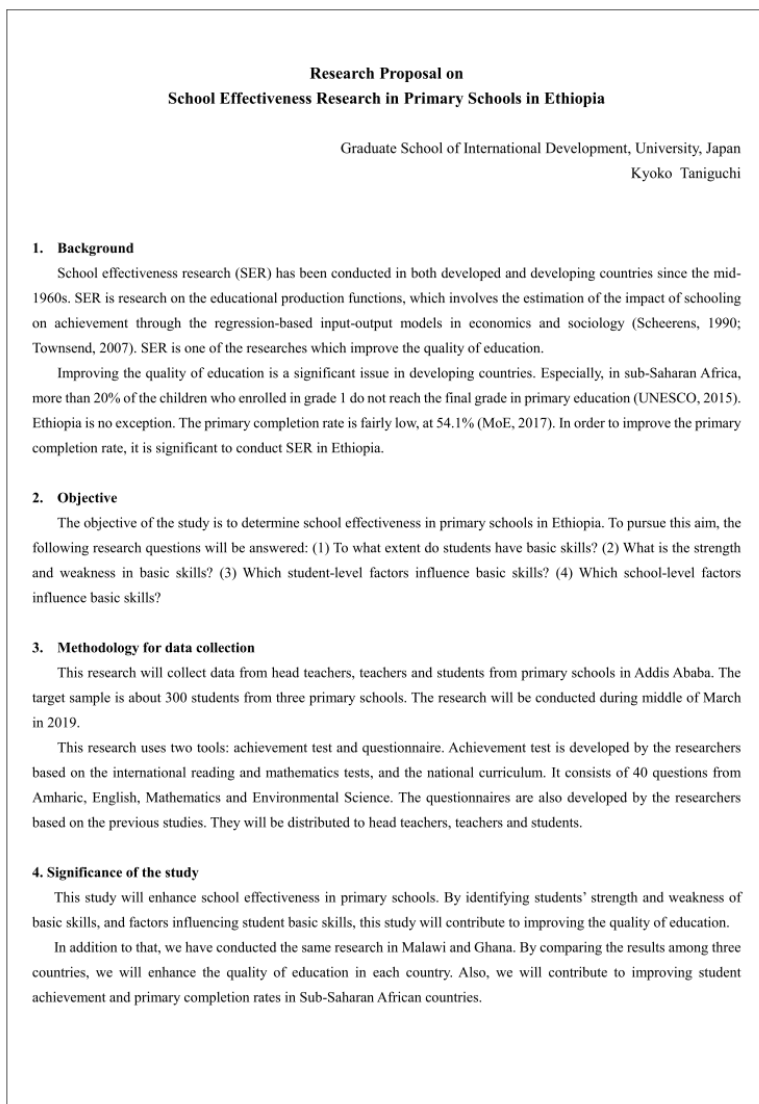 Research Proposal on
School Effectiveness Research in Primary Schools in Ethiopia
Graduate School of International Development, University, Japan
Kyoko Taniguchi
1. Background
School effectiveness research (SER) has been conducted in both developed and developing countries since the mid-
1960s. SER is research on the educational production functions, which involves the estimation of the impact of schooling
on achievement through the regression-based input-output models in economics and sociology (Scheerens, 1990;
Townsend, 2007). SER is one of the researches which improve the quality of education.
Improving the quality of education is a significant issue in developing countries. Especially, in sub-Saharan Africa,
more than 20% of the children who enrolled in grade 1 do not reach the final grade in primary education (UNESCO, 2015).
Ethiopia is no exception. The primary completion rate is fairly low, at 54.1% (MoE, 2017). In order to improve the primary
completion rate, it is significant to conduct SER in Ethiopia.
2. Objective
The objective of the study is to determine school effectiveness in primary schools in Ethiopia. To pursue this aim, the
following research questions will be answered: (1) To what extent do students have basic skills? (2) What is the strength
and weakness in basic skills? (3) Which student-level factors influence basic skills? (4) Which school-level factors
influence basic skills?
3. Methodology for data collection
This research will collect data from head teachers, teachers and students from primary schools in Addis Ababa. The
target sample is about 300 students from three primary schools. The research will be conducted during middle of March
in 2019.
This research uses two tools: achievement test and questionnaire. Achievement test is developed by the researchers
based on the international reading and mathematics tests, and the national curriculum. It consists of 40 questions from
Amharic, English, Mathematics and Environmental Science. The questionnaires are also developed by the researchers
based on the previous studies. They will be distributed to head teachers, teachers and students.
4. Significance of the study
This study will enhance school effectiveness in primary schools. By identifying students’ strength and weakness of
basic skills, and factors influencing student basic skills, this study will contribute to improving the quality of education.
In addition to that, we have conducted the same research in Malawi and Ghana. By comparing the results among three
countries, we will enhance the quality of education in each country. Also, we will contribute to improving student
achievement and primary completion rates in Sub-Saharan African countries.